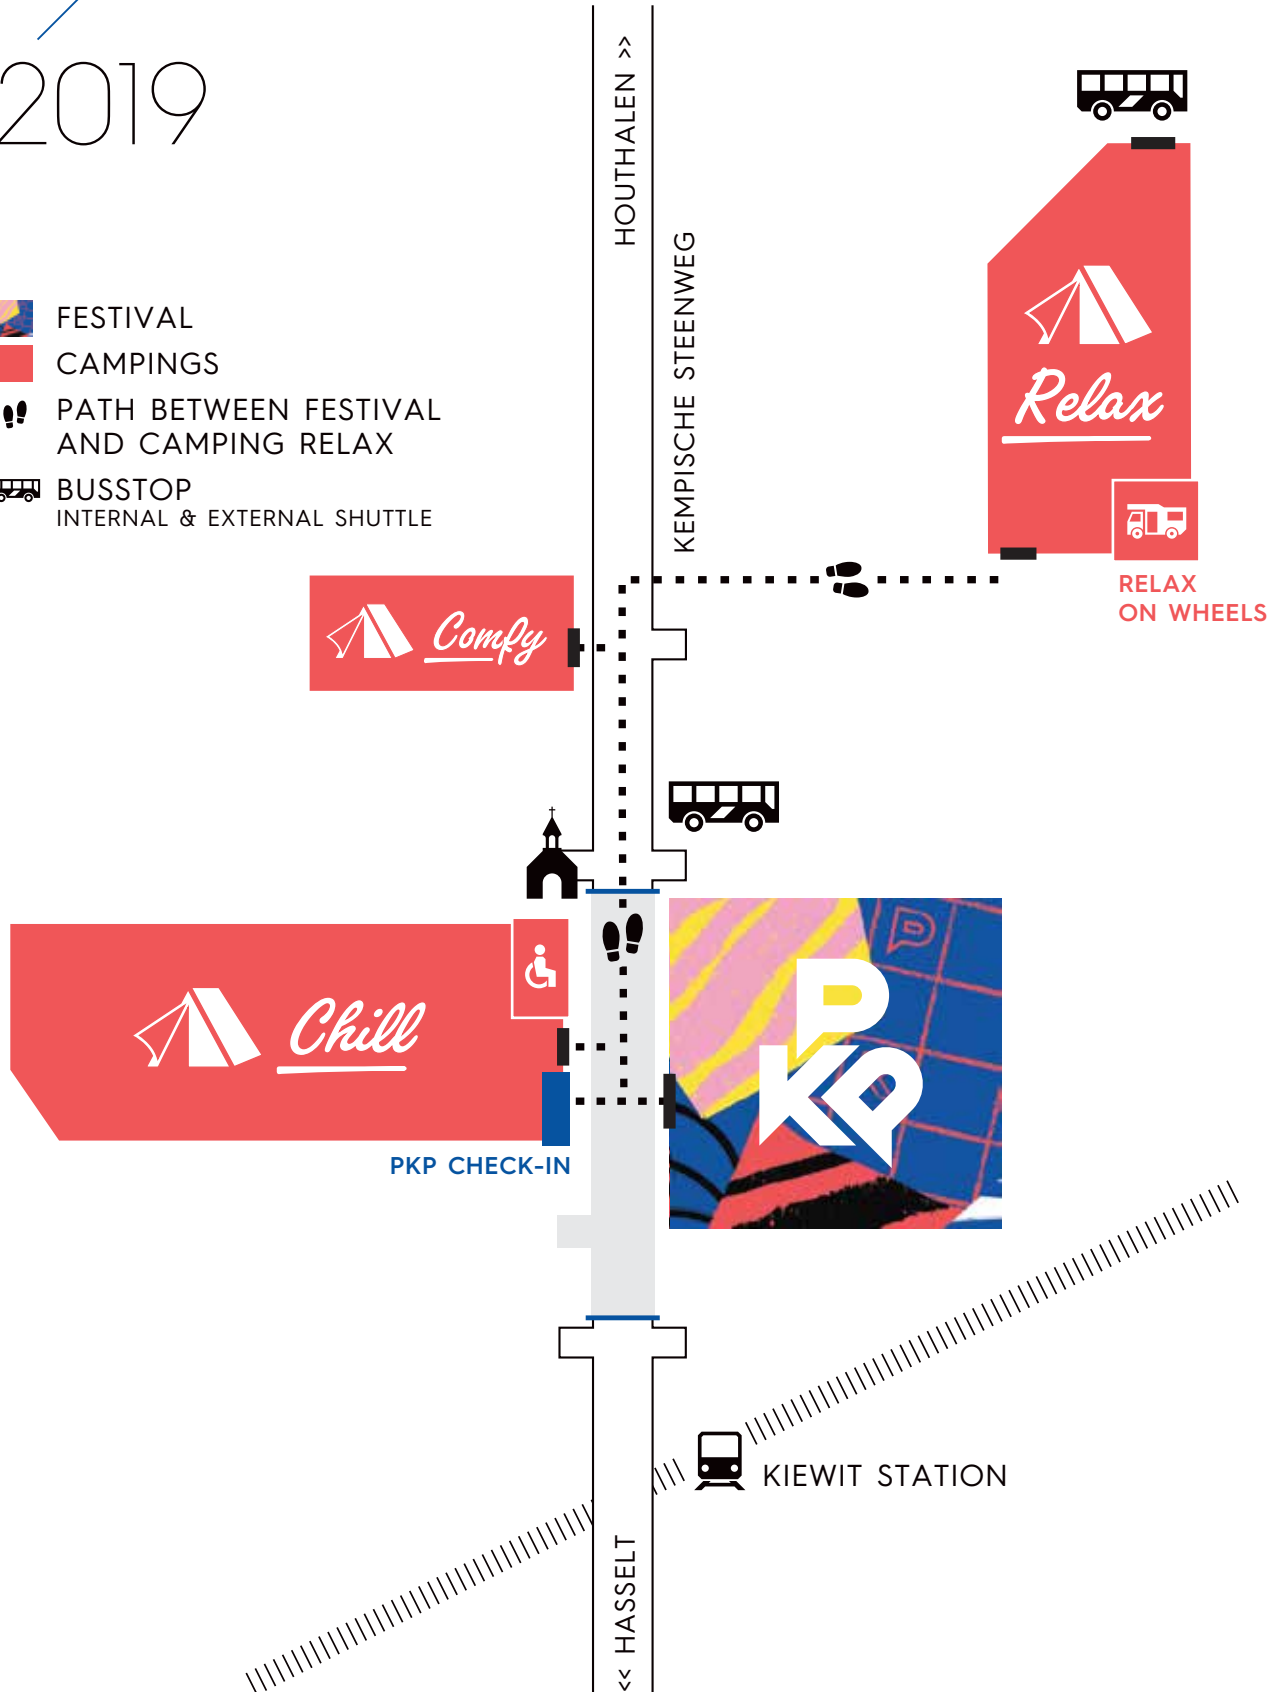 2019
HOUTHALEN >>
KEMPISCHE STEENWEG
FESTIVAL
CAMPINGS
PATH BETWEEN FESTIVAL
AND CAMPING RELAX
BUSSTOP
INTERNAL & EXTERNAL SHUTTLE
Relax
RELAX
ON WHEELS
Comfy
Chill
P
PKP
PKP CHECK-IN
KIEWIT STATION
<< HASSELT